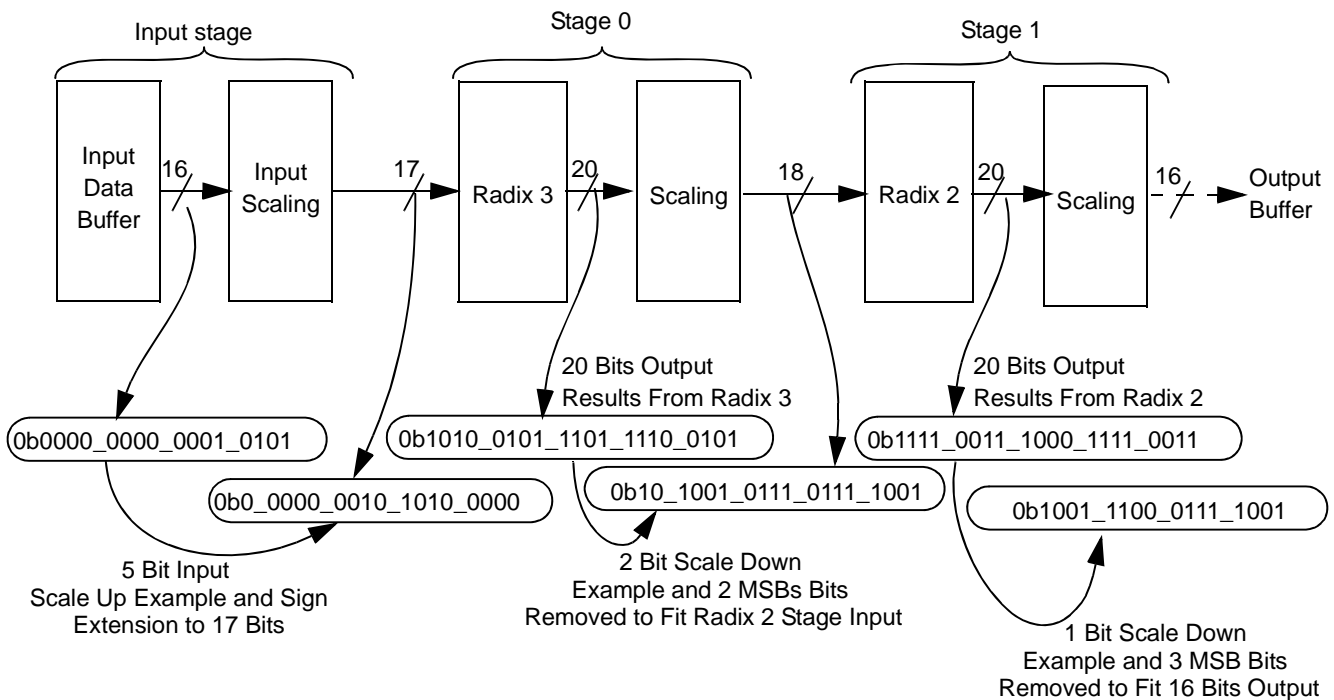 Input stage
Stage 0
Stage 1
Input
Data
Buffer
16
Input
Scaling
17
Radix 3
20
Scaling
18
Radix 2
20
Scaling
16
Output
Buffer
20 Bits Output
Results From Radix 3
20 Bits Output
Results From Radix 2
0b0000_0000_0001_0101
0b1010_0101_1101_1110_0101
0b1111_0011_1000_1111_0011
0b0_0000_0010_1010_0000
0b10_1001_0111_0111_1001
0b1001_1100_0111_1001
5 Bit Input
Scale Up Example and Sign
Extension to 17 Bits
2 Bit Scale Down
Example and 2 MSBs Bits
Removed to Fit Radix 2 Stage Input
1 Bit Scale Down
Example and 3 MSB Bits
Removed to Fit 16 Bits Output